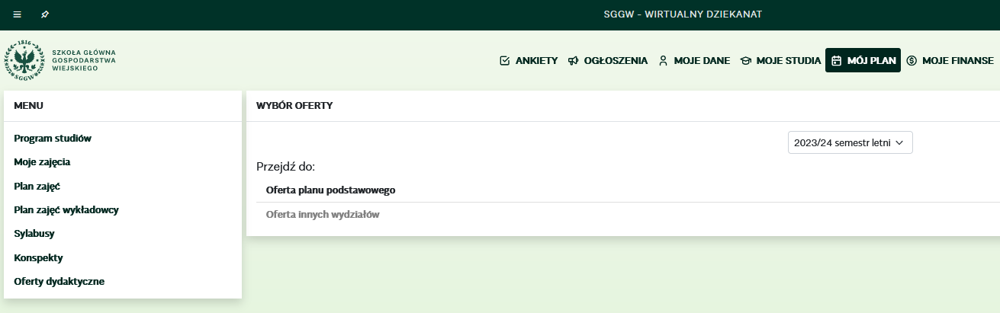 SGGW - WIRTUALNY DZIEKANAT
1816
SGGW
SZKOŁA GŁÓWNA
GOSPODARSTWA
WIEJSKIEGO
ANKIETY OGŁOSZENIA MOJE DANE MOJE STUDIA MÓJ PLAN MOJE FINANSE
MENU
Program studiów
Moje zajęcia
Plan zajęć
Plan zajęć wykładowcy
Sylabusy
Konspekty
Oferty dydaktyczne
WYBÓR OFERTY
2023/24 semestr letni
Przejdź do:
Oferta planu podstawowego
Oferta innych wydziałów